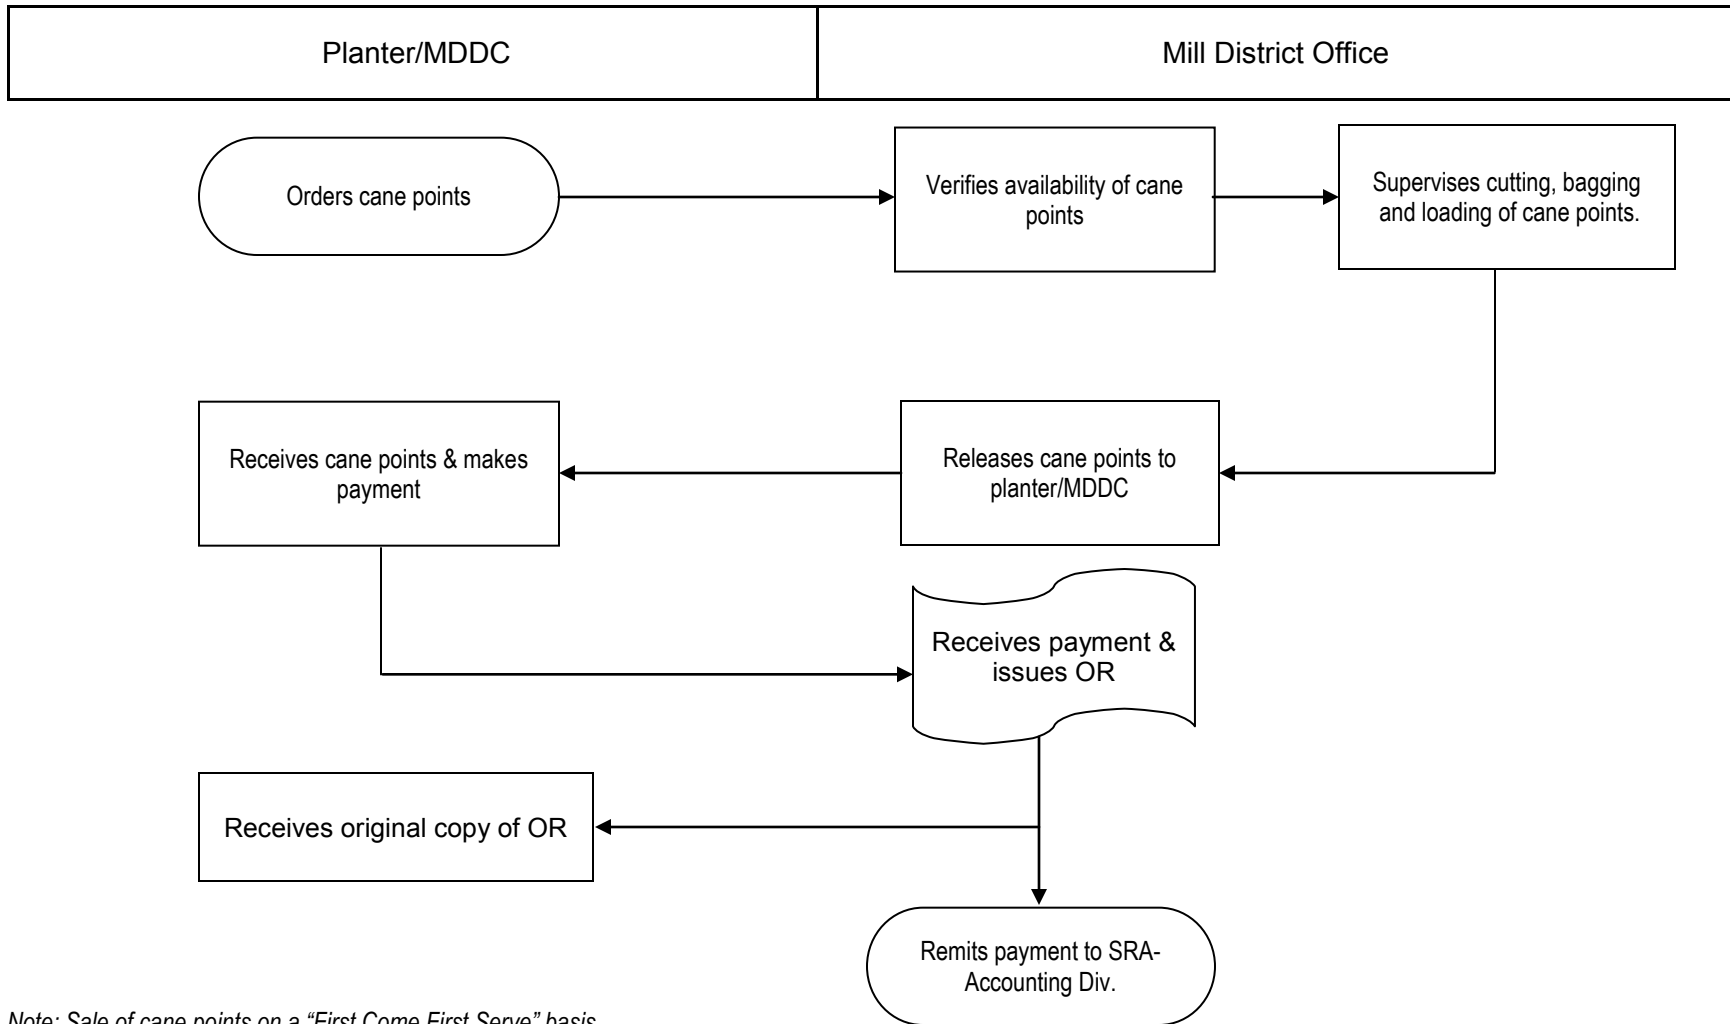 Planter/MDDC
Mill District Office
Orders cane points
Verifies availability of cane
points
Supervises cutting, bagging
and loading of cane points.
Receives cane points & makes
payment
Releases cane points to
planter/MDDC
Receives payment &
issues OR
Receives original copy of OR
Remits payment to SRA-
Accounting Div.
Note: Sale of cane points on a “First Come First Serve” basis